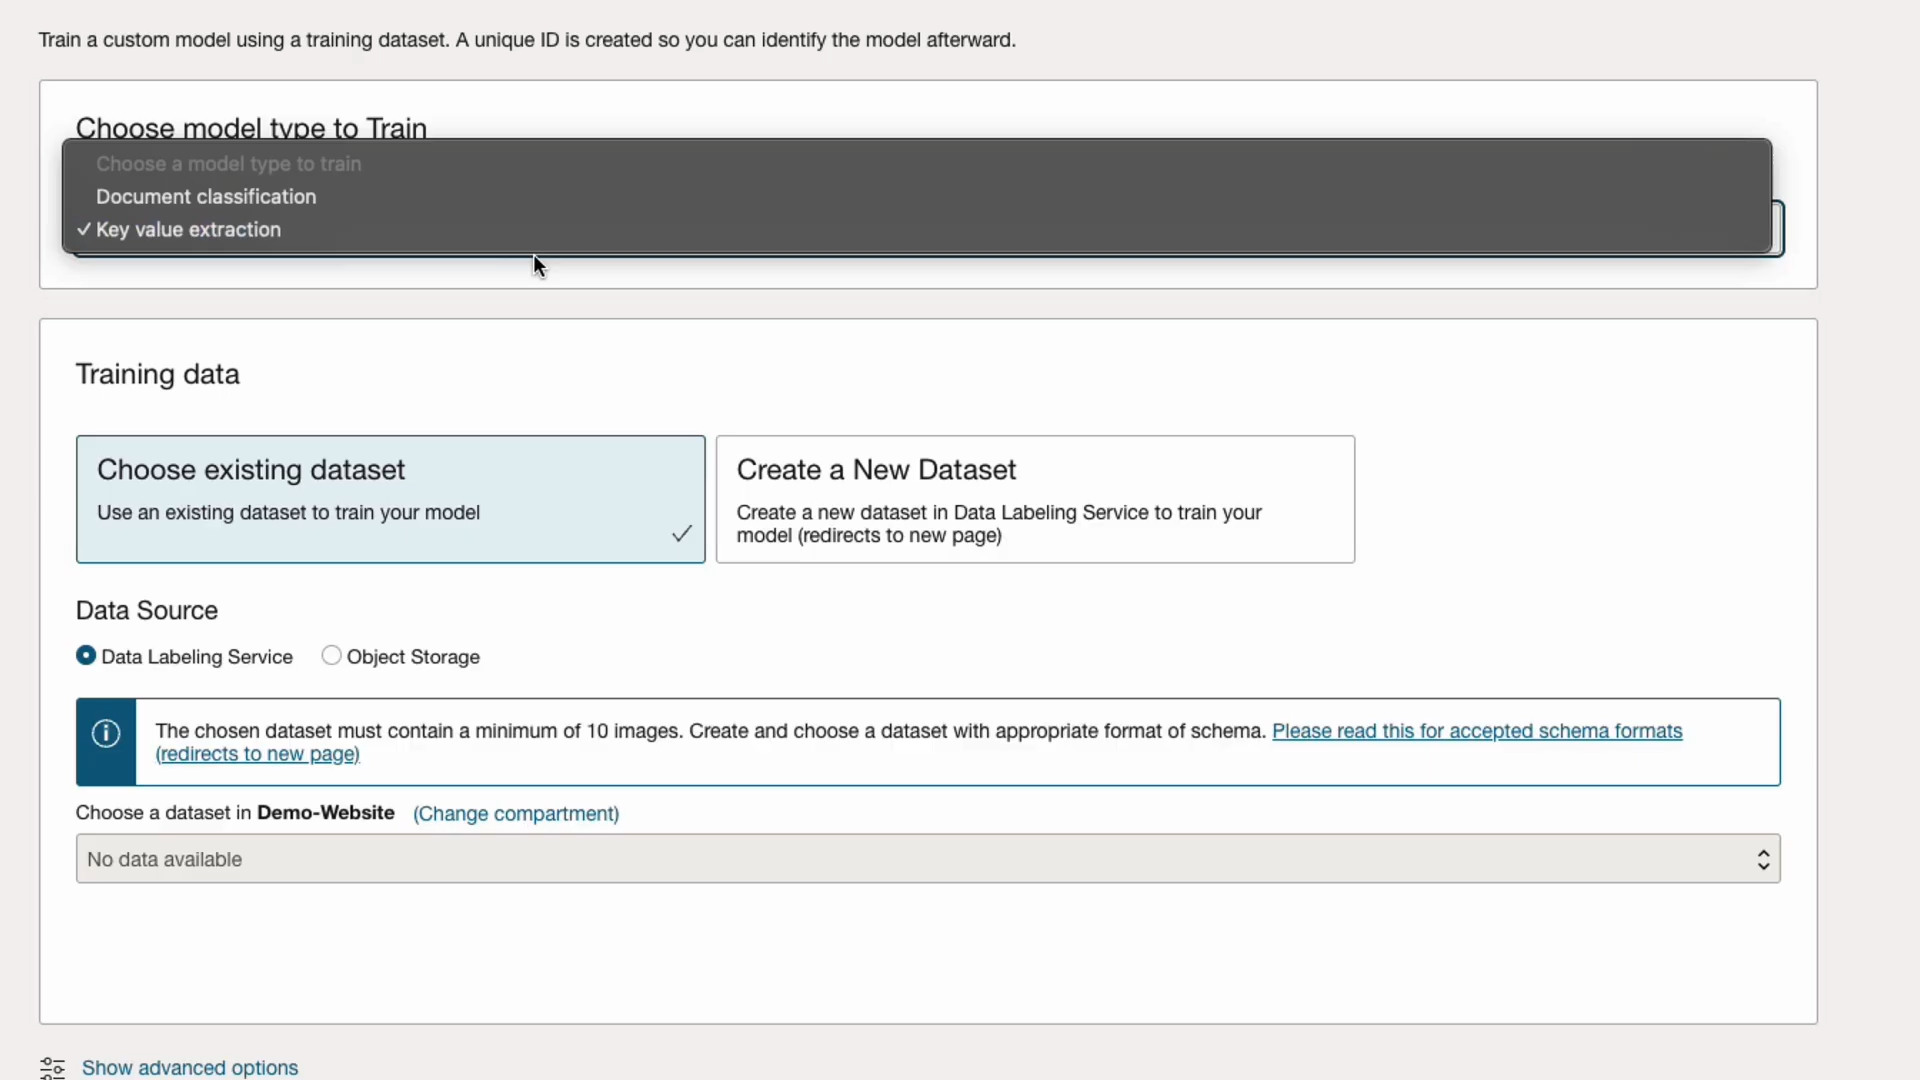 Train a custom model using a training dataset. A unique ID is created so you can identify the model afterward.
Choose model type to Train
Choose a model type to train
Document classification
✓ Key value extraction
Training data
Choose existing dataset
Use an existing dataset to train your model
Create a New Dataset
Create a new dataset in Data Labeling Service to train your
model (redirects to new page)
Data Source
Data Labeling Service
Object Storage
The chosen dataset must contain a minimum of 10 images. Create and choose a dataset with appropriate format of schema. Please read this for accepted schema formats
(redirects to new page)
Choose a dataset in Demo-Website (Change compartment)
No data available
Show advanced options